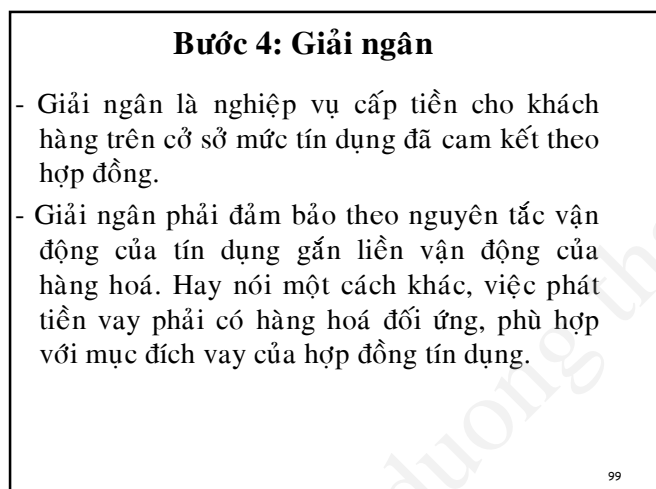 Bước 4: Giải ngân
- Giải ngân là nghiệp vụ cấp tiền cho khách
hàng trên cở sở mức tín dụng đã cam kết theo
hợp đồng.
- Giải ngân phải đảm bảo theo nguyên tắc vận
động của tín dụng gắn liền vận động của
hàng hoá. Hay nói một cách khác, việc phát
tiền vay phải có hàng hoá đối ứng, phù hợp
với mục đích vay của hợp đồng tín dụng.
duong th
99